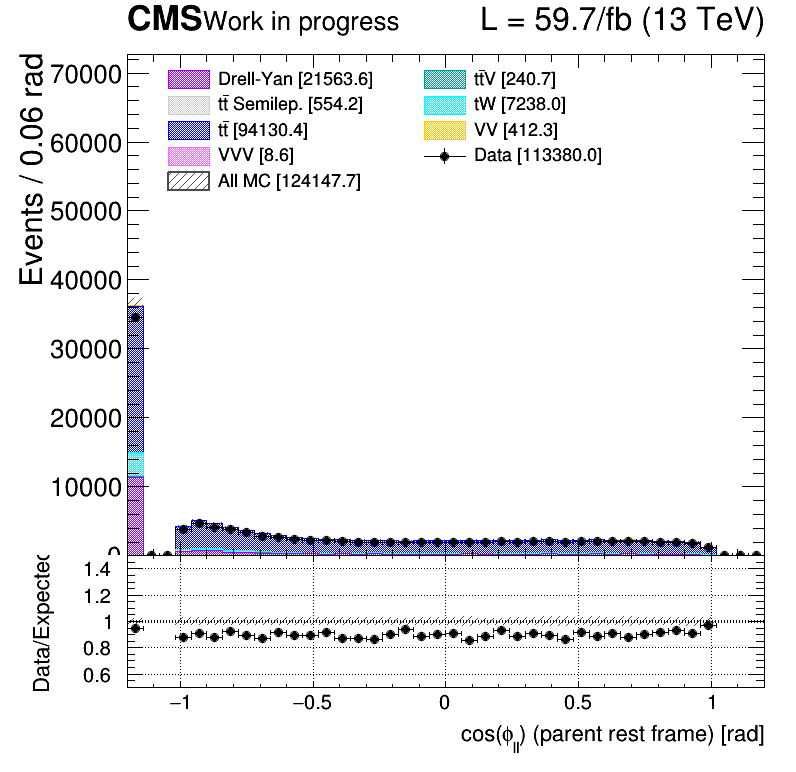 CMS Work in progress L = 59.7/fb (13 TeV)
Events / 0.06 rad
70000
60000
50000
40000
30000
20000
10000
0
Drell-Yan [21563.6]
tt̄ Semilep. [554.2]
tt̄ [94130.4]
VVV [8.6]
All MC [124147.7]
tt̄V [240.7]
tW [7238.0]
VV [412.3]
Data [113380.0]
Data/Expected
1.4
1.2
1
0.8
0.6
−1 −0.5 0 0.5 1
cos(ϕll) (parent rest frame) [rad]